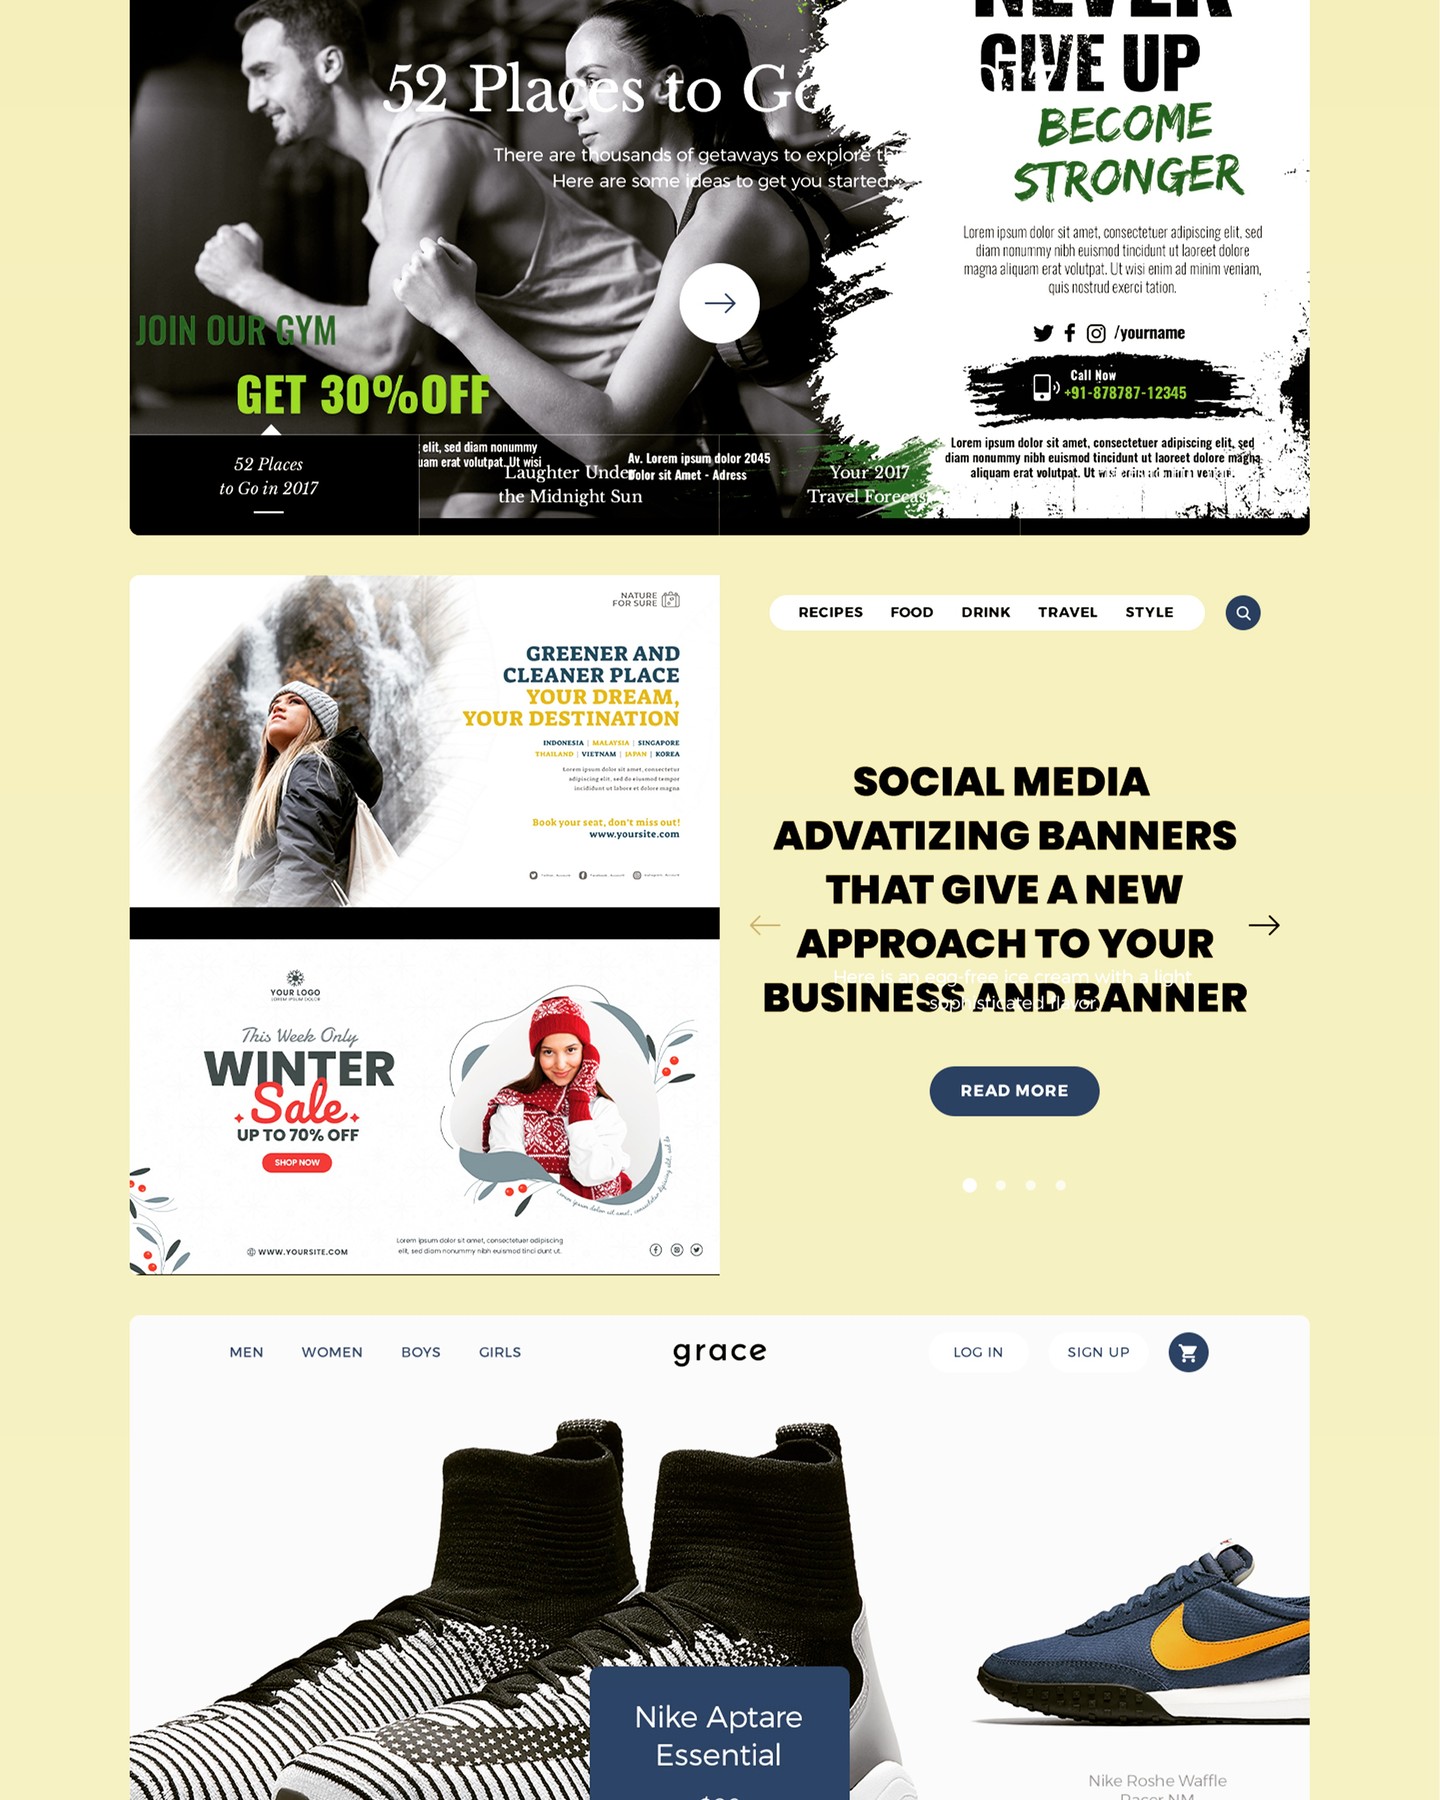 NEVER
GIVE UP
BECOME
STRONGER
52 Places to Go
There are thousands of getaways to explore
Here are some ideas to get you started.
Lorem ipsum dolor sit amet, consectetuer adipiscing elit, sed
diam nonummy nibh euismod tincidunt ut laoreet dolore
magna aliquam erat volutpat. Ut wisi enim ad minim veniam,
quis nostrud exerci tation.
/yourname
Call Now
+91-878787-12345
JOIN OUR GYM
GET 30%OFF
52 Places
to Go in 2017
elit, sed diam nonummy
uam erat volutpat. Ut wisi
Laughter Under
the Midnight Sun
Av. Lorem ipsum dolor 2045
Dolor sit Amet - Adress
Your 2017
Travel Forecast
Lorem ipsum dolor sit amet, consectetuer adipiscing elit, sed
diam nonummy nibh euismod tincidunt ut laoreet dolore magna
aliquam erat volutpat. Ut wisi enim ad minim veniam,
NATURE
FOR SURE
GREENER AND
CLEANER PLACE
YOUR DREAM,
YOUR DESTINATION
INDONESIA | MALAYSIA | SINGAPORE
THAILAND | VIETNAM | JAPAN | KOREA
Lorem ipsum dolor sit amet, consectetur
adipiscing elit, sed do eiusmod tempor
incididunt ut labore et dolore magna
Book your seat, don't miss out!
www.yoursite.com
RECIPES FOOD DRINK TRAVEL STYLE
SOCIAL MEDIA
ADVATIZING BANNERS
THAT GIVE A NEW
APPROACH TO YOUR
BUSINESS AND BANNER
Here is an egg-free ice cream with a light,
sophisticated flavor.
READ MORE
YOUR LOGO
LOREM IPSUM DOLOR
This Week Only
WINTER
Sale
UP TO 70% OFF
SHOP NOW
WWW.YOURSITE.COM
Lorem ipsum dolor sit amet, consectetuer adipiscing
elit, sed diam nonummy nibh euismod tinci dunt ut.
MEN WOMEN BOYS GIRLS
grace
LOG IN SIGN UP
Nike Aptare
Essential
Nike Roshe Waffle
Racer NM